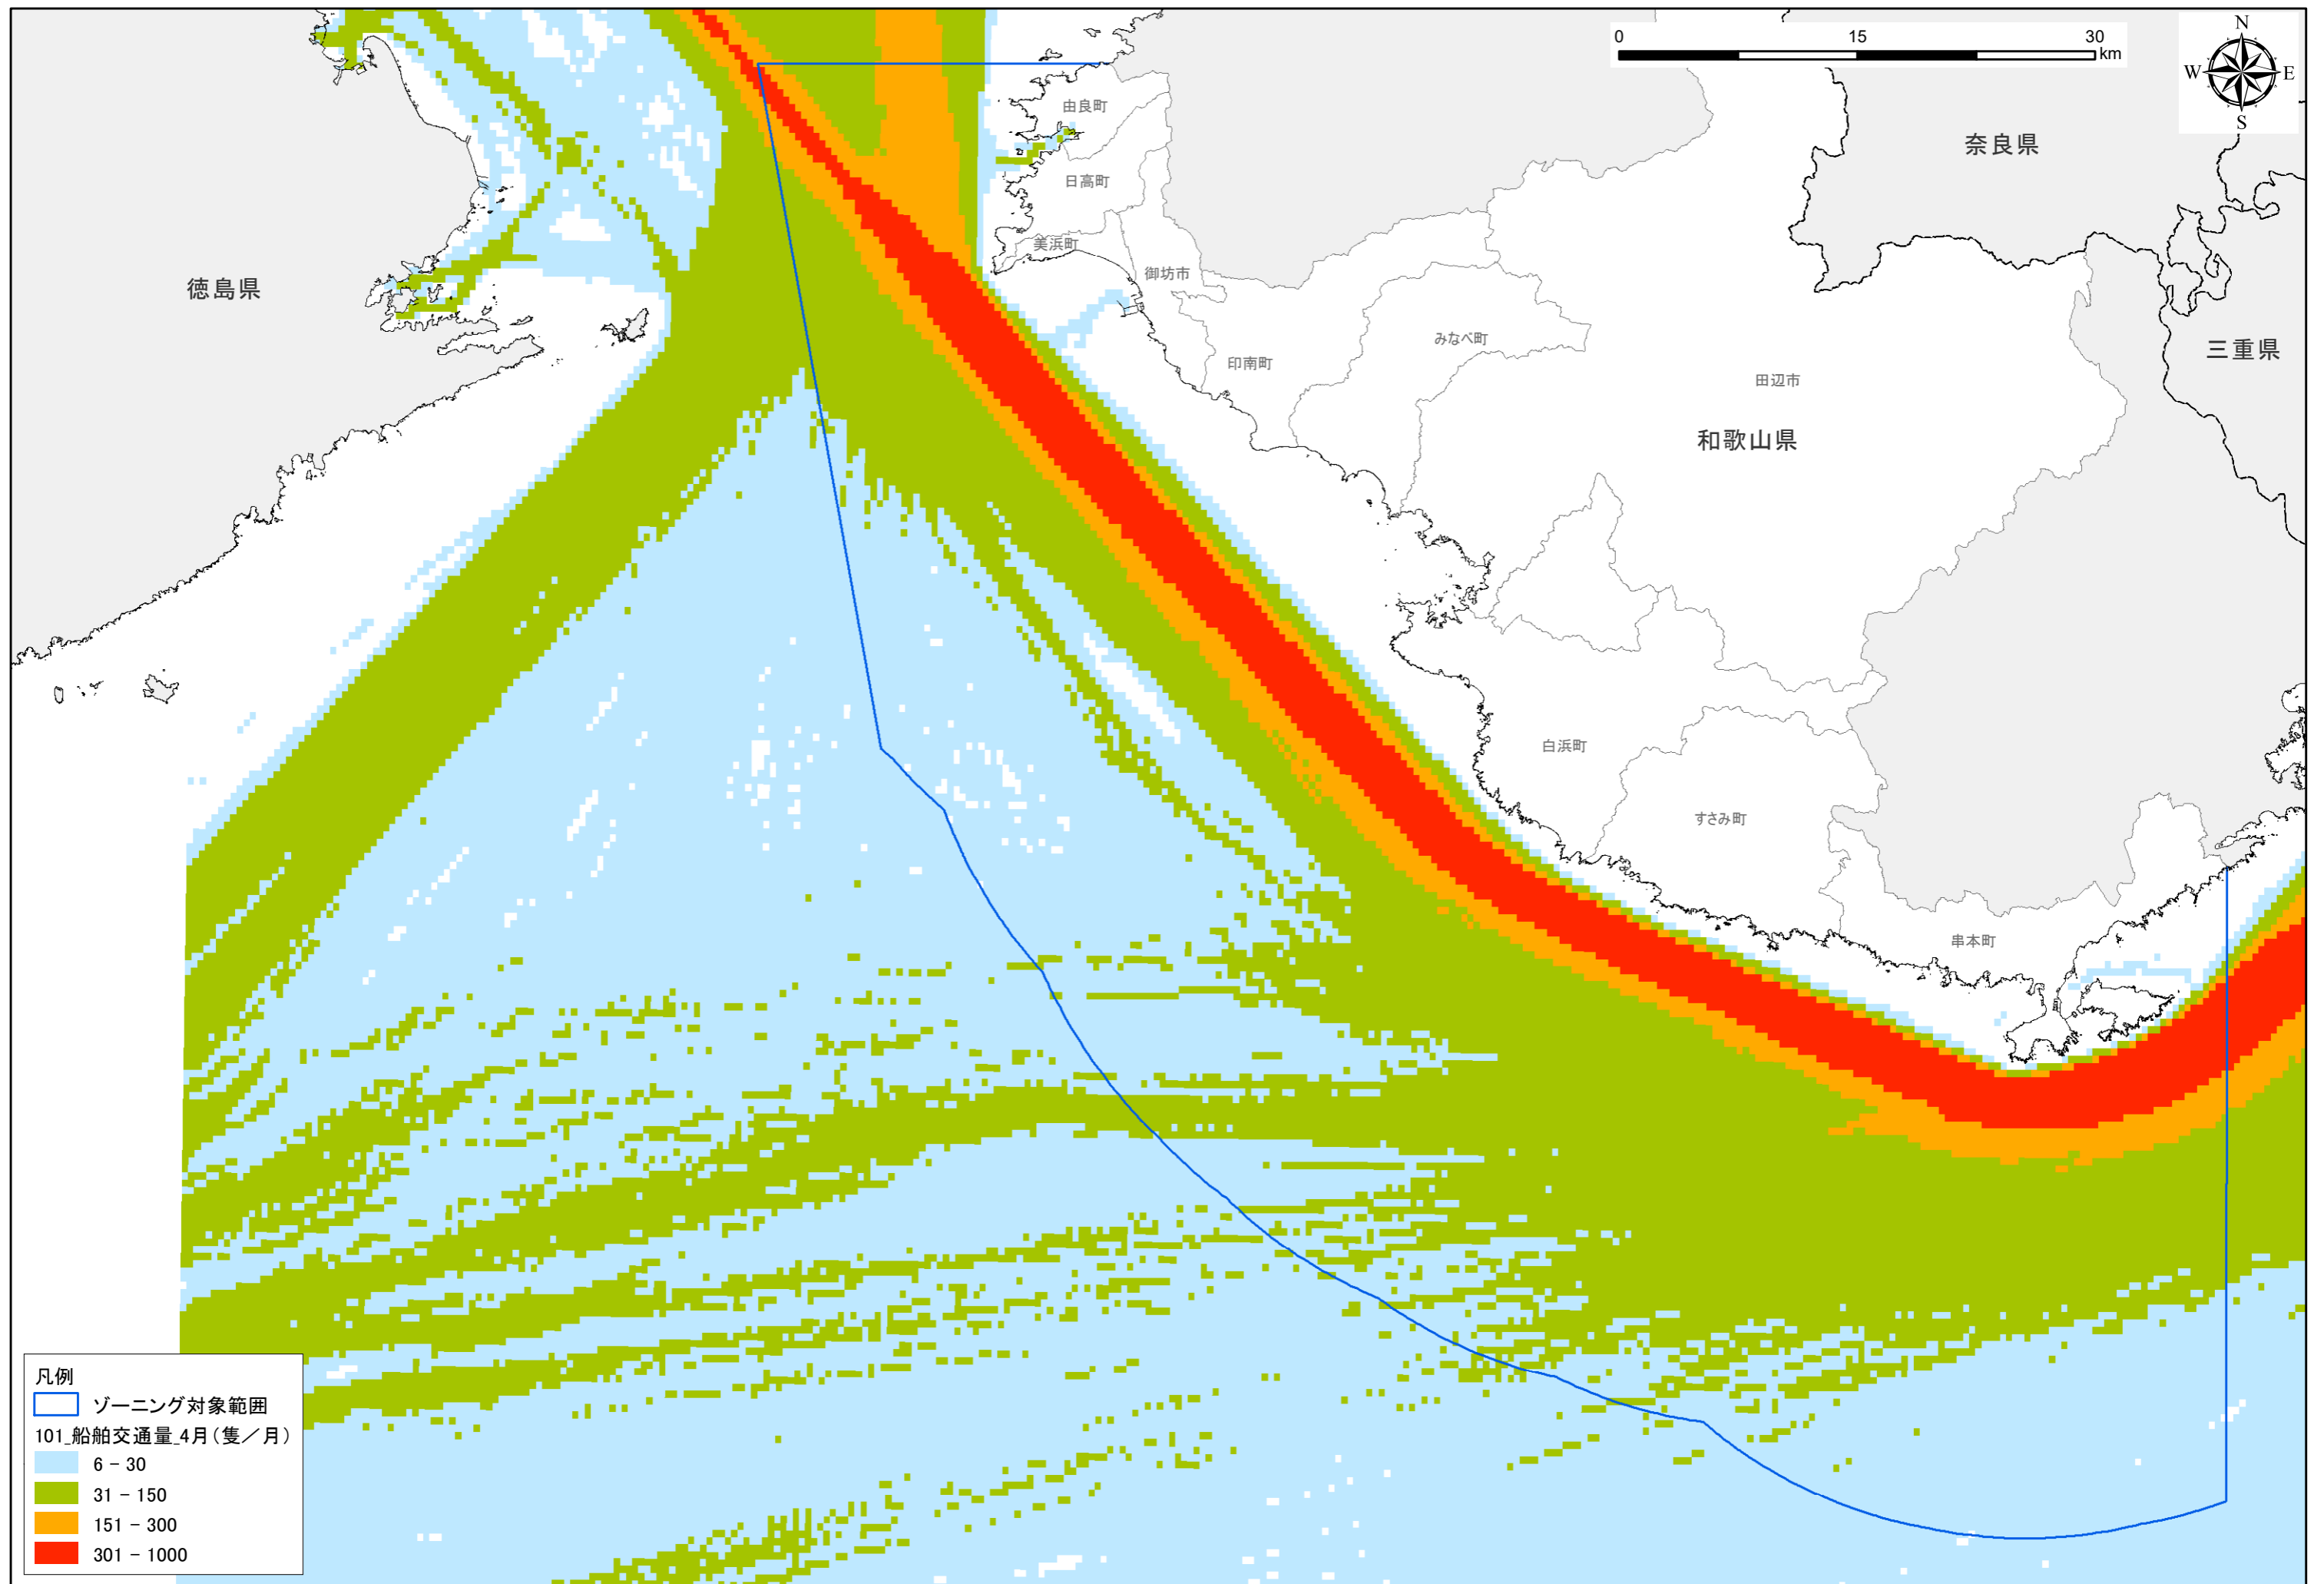 0 15 30
km
N
W E
S
由良町
奈良県
日高町
美浜町
御坊市
徳島県
みなべ町
三重県
印南町
田辺市
和歌山県
白浜町
すさみ町
串本町
凡例
ゾーニング対象範囲
101_船舶交通量_4月(隻/月)
6 - 30
31 - 150
151 - 300
301 - 1000